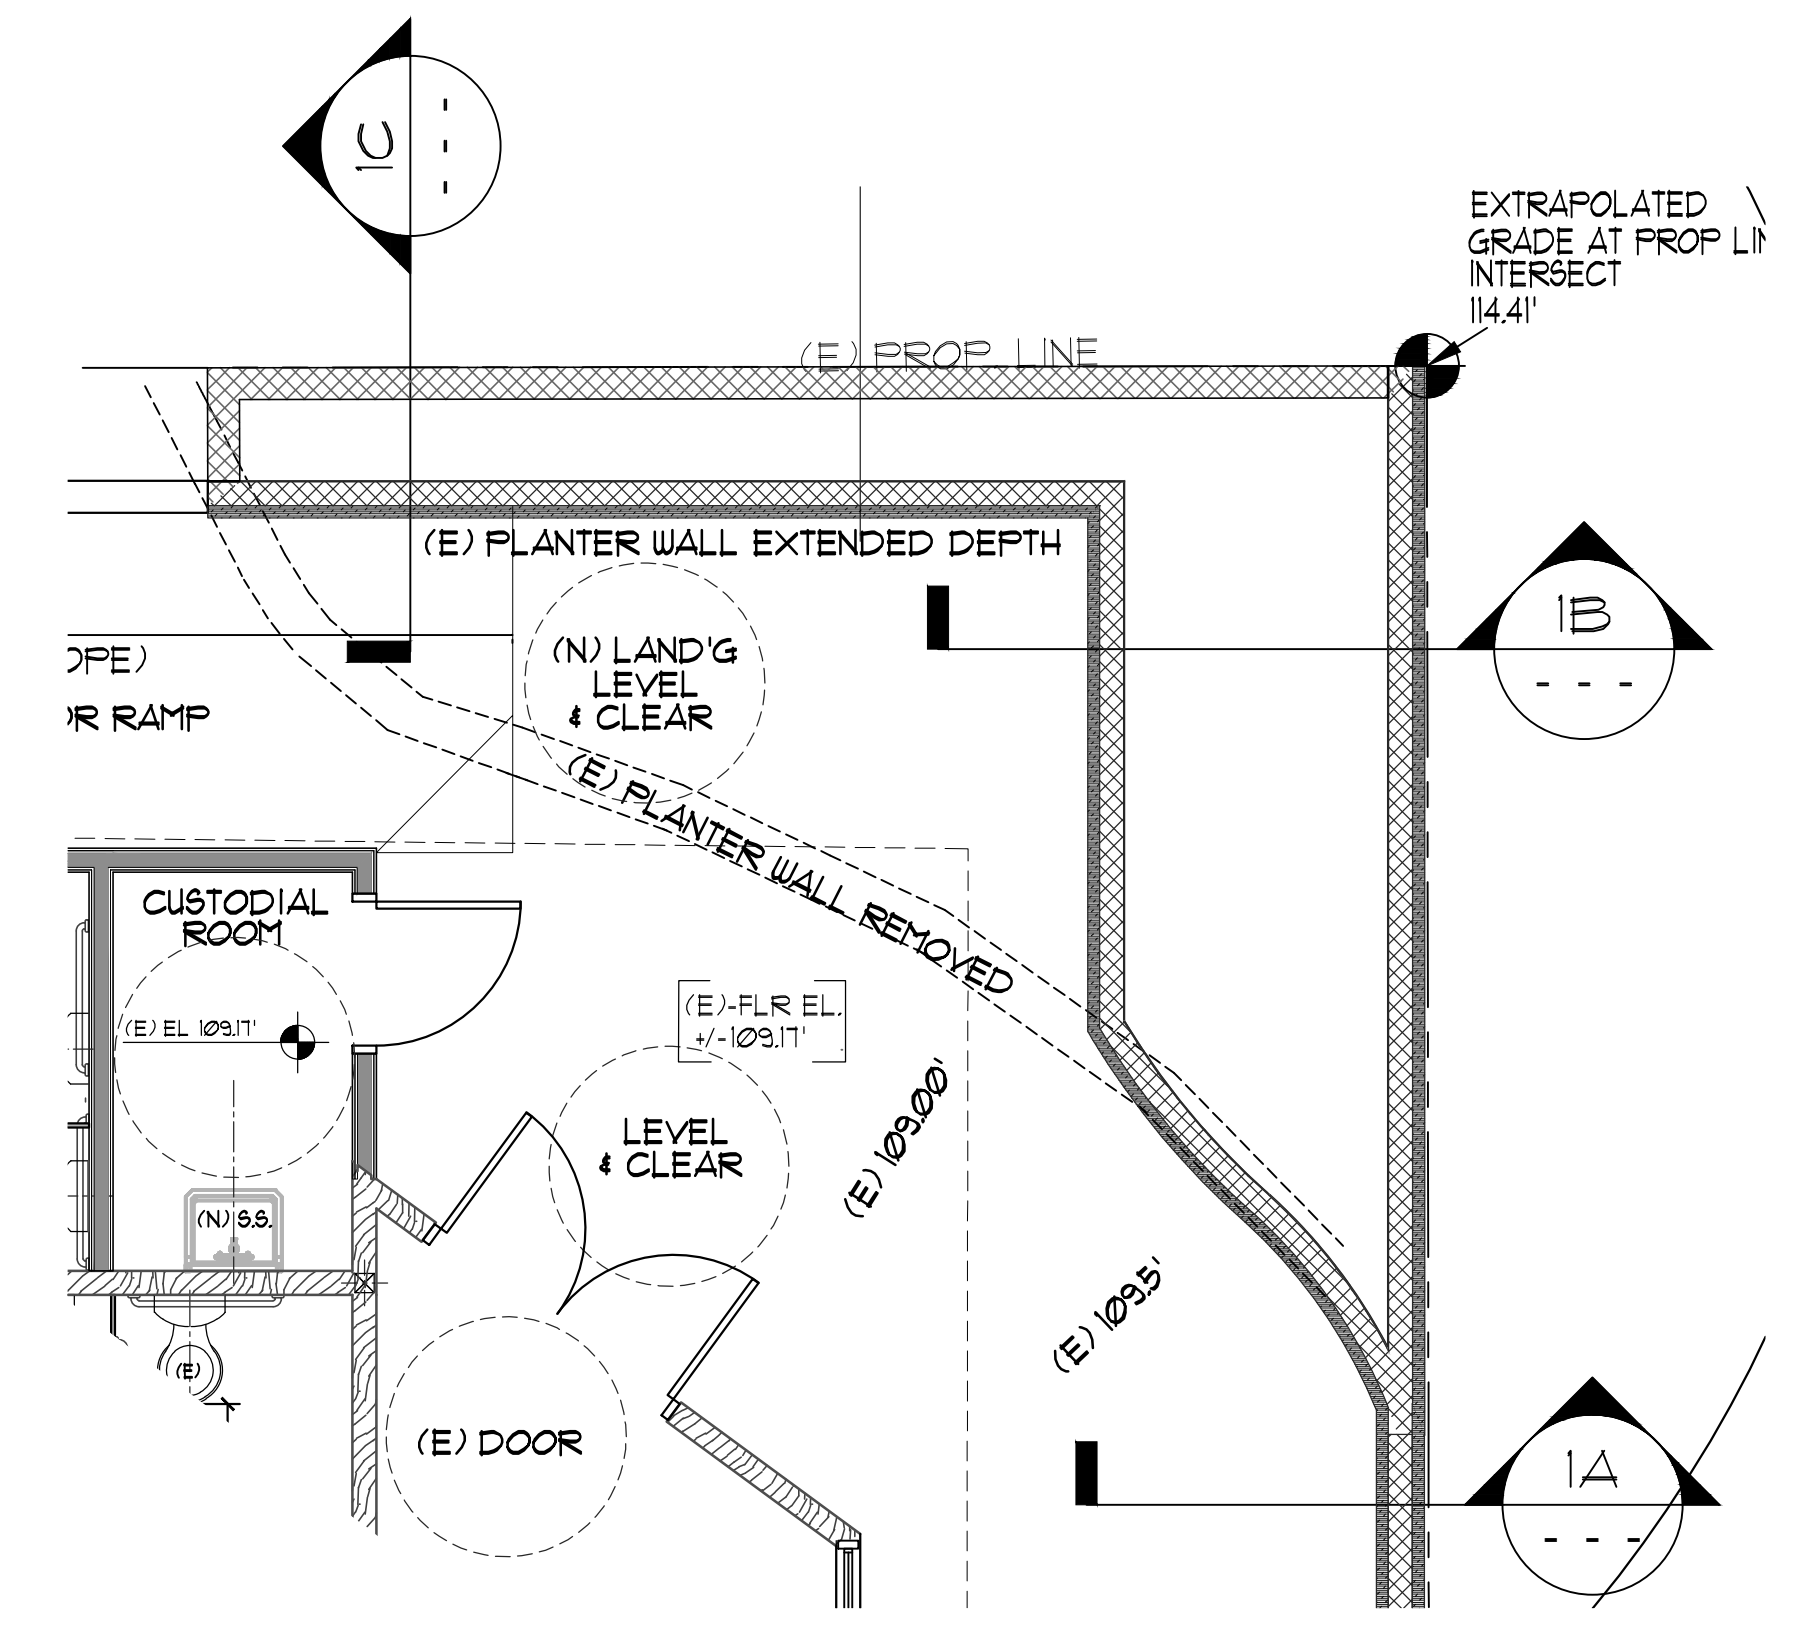 1C
- - -
EXTRAPOLATED
GRADE AT PROP LIN
INTERSECT
114.41'
(E) PROP LINE
(E) PLANTER WALL EXTENDED DEPTH
1B
- - -
(N) LAND'G
LEVEL
& CLEAR
OPE)
OR RAMP
(E) PLANTER WALL REMOVED
CUSTODIAL
ROOM
(E) EL 109.17'
(E)-FLR EL.
+/-109.17'
(E) 109.00'
LEVEL
& CLEAR
(N) S.S.
(E) 109.5'
(E)
(E) DOOR
1A
- - -